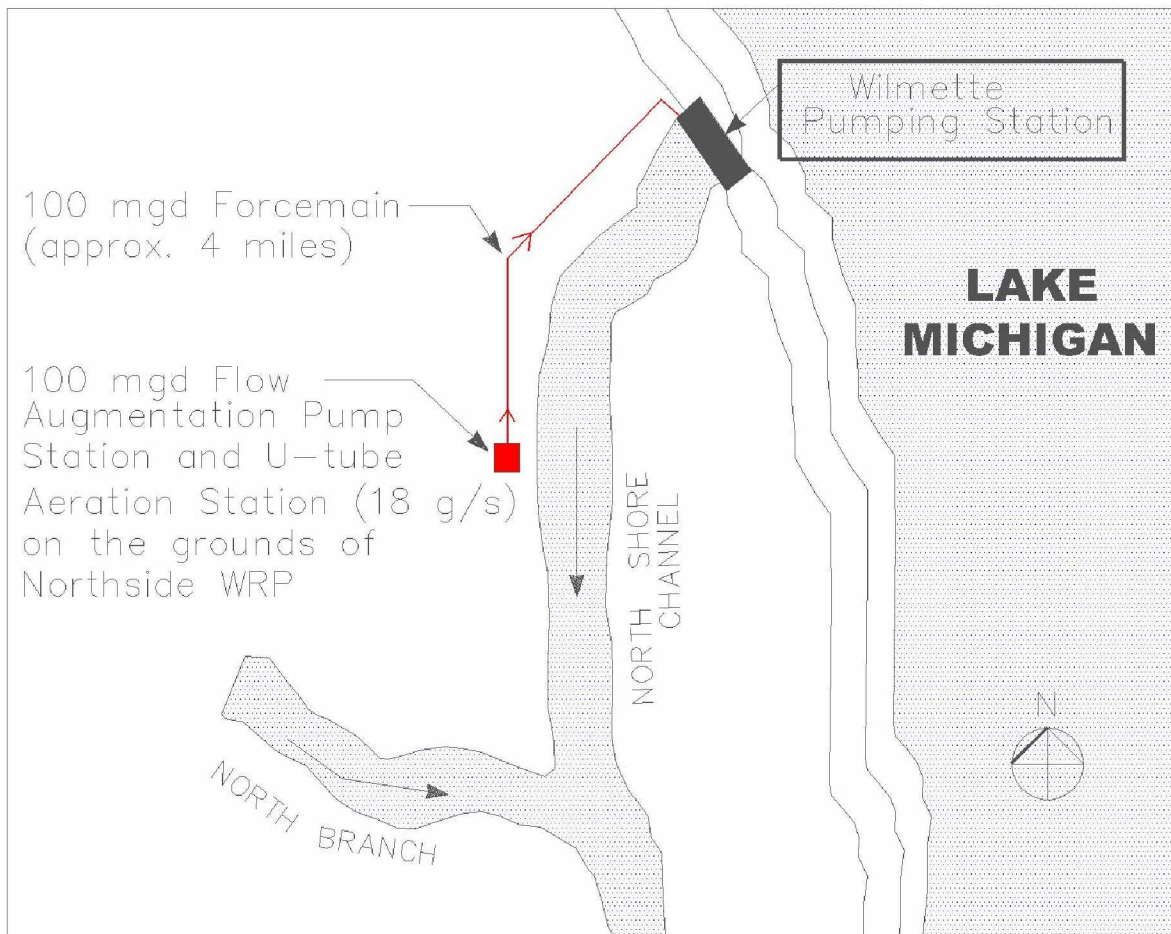 Wilmette
Pumping Station
100 mgd Forcemain
(approx. 4 miles)
LAKE
MICHIGAN
100 mgd Flow
Augmentation Pump
Station and U-tube
Aeration Station (18 g/s)
on the grounds of
Northside WRP
NORTH SHORE
CHANNEL
N
NORTH BRANCH